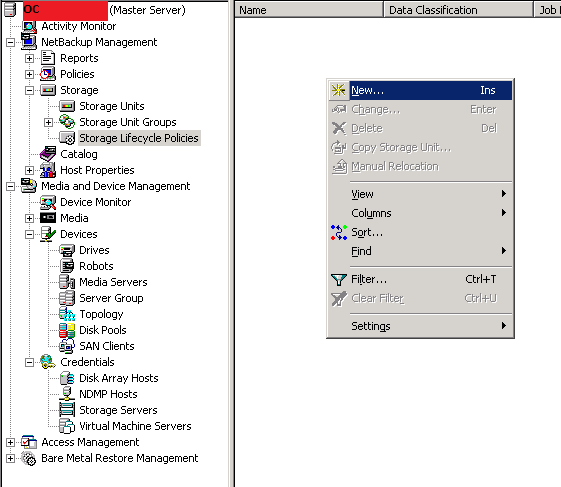 OC (Master Server)
Activity Monitor
NetBackup Management
Reports
Policies
Storage
Storage Units
Storage Unit Groups
Storage Lifecycle Policies
Catalog
Host Properties
Media and Device Management
Device Monitor
Media
Devices
Drives
Robots
Media Servers
Server Group
Topology
Disk Pools
SAN Clients
Credentials
Disk Array Hosts
NDMP Hosts
Storage Servers
Virtual Machine Servers
Access Management
Bare Metal Restore Management
Name Data Classification Job
New... Ins
Change... Enter
Delete Del
Copy Storage Unit...
Manual Relocation
View
Columns
Sort...
Find
Filter... Ctrl+T
Clear Filter Ctrl+U
Settings